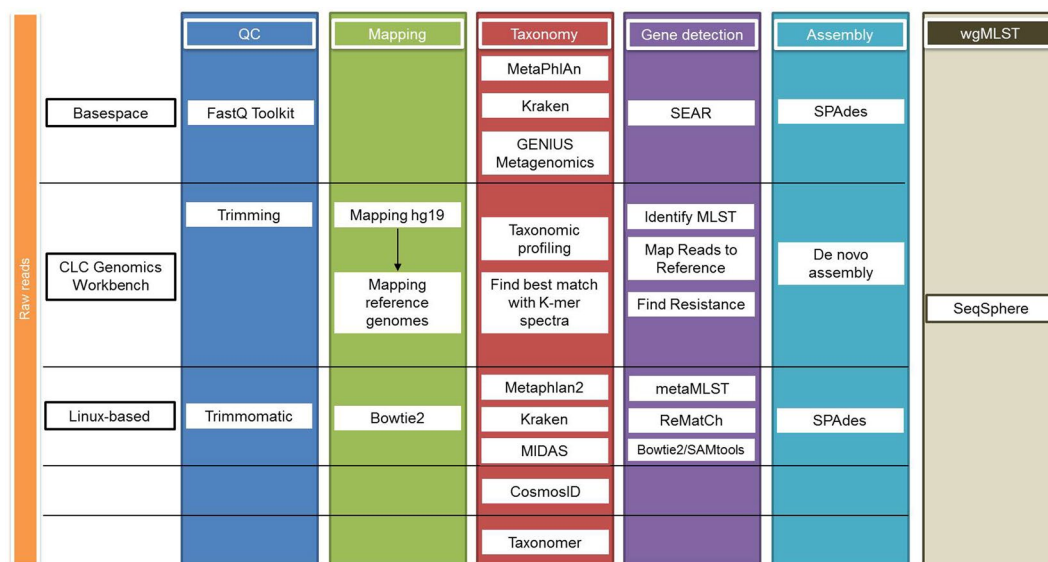 QC
Mapping
Taxonomy
Gene detection
Assembly
wgMLST
Raw reads
Basespace
FastQ Toolkit
MetaPhlAn
Kraken
GENIUS
Metagenomics
SEAR
SPAdes
CLC Genomics
Workbench
Trimming
Mapping hg19
Mapping
reference
genomes
Taxonomic
profiling
Find best match
with K-mer
spectra
Identify MLST
Map Reads to
Reference
Find Resistance
De novo
assembly
SeqSphere
Linux-based
Trimmomatic
Bowtie2
Metaphlan2
Kraken
MIDAS
metaMLST
ReMatCh
Bowtie2/SAMtools
SPAdes
CosmosID
Taxonomer